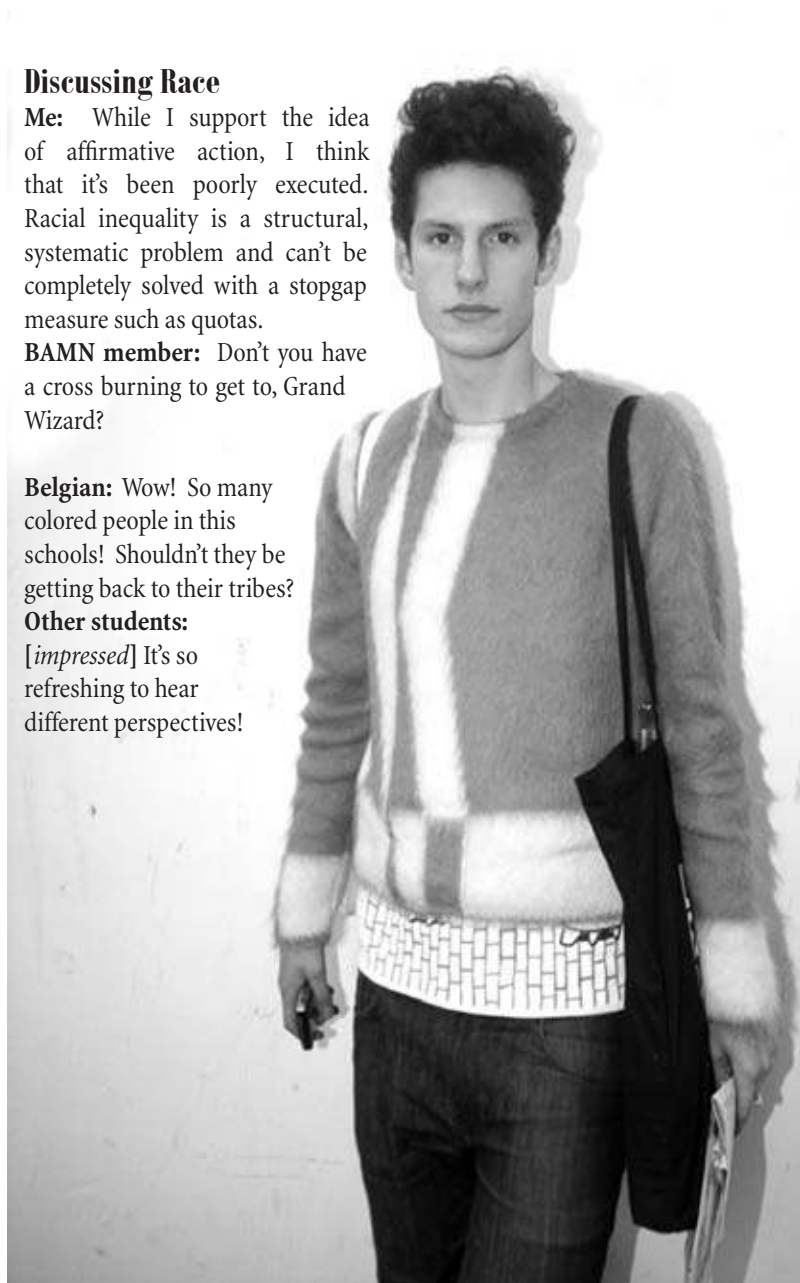 Discussing Race
Me: While I support the idea
of affirmative action, I think
that it's been poorly executed.
Racial inequality is a structural,
systematic problem and can't be
completely solved with a stopgap
measure such as quotas.
BAMN member: Don't you have
a cross burning to get to, Grand
Wizard?
Belgian: Wow! So many
colored people in this
schools! Shouldn't they be
getting back to their tribes?
Other students:
[impressed] It's so
refreshing to hear
different perspectives!